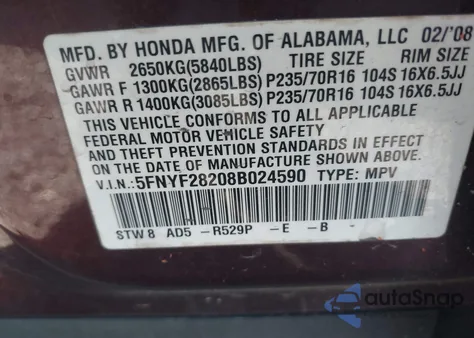 MFD. BY HONDA MFG. OF ALABAMA, LLC 02/'08
GVWR 2650KG(5840LBS) TIRE SIZE RIM SIZE
GAWR F 1300KG(2865LBS) P235/70R16 104S 16X6.5JJ
GAWR R 1400KG(3085LBS) P235/70R16 104S 16X6.5JJ
THIS VEHICLE CONFORMS TO ALL APPLICABLE
FEDERAL MOTOR VEHICLE SAFETY
AND THEFT PREVENTION STANDARDS IN EFFECT ON
THE DATE OF MANUFACTURE SHOWN ABOVE.
V.I.N.: 5FNYF28208B024590 TYPE: MPV
STW 8 AD5 -R529P -E -B
autoSnap